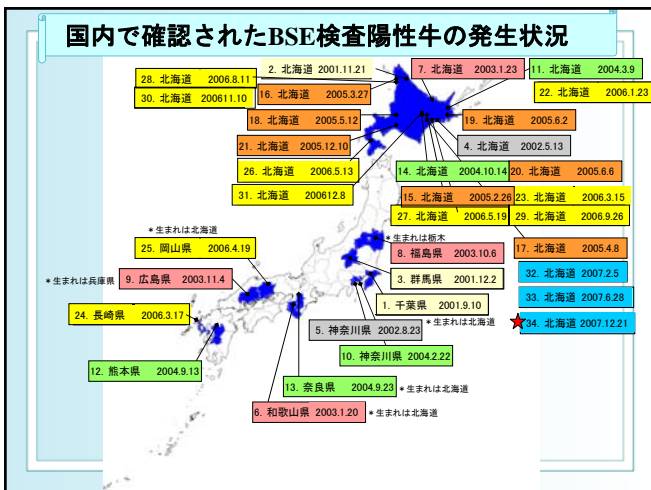 国内で確認されたBSE検査陽性牛の発生状況
2. 北海道 2001.11.21
7. 北海道 2003.1.23
11. 北海道 2004.3.9
28. 北海道 2006.8.11
16. 北海道 2005.3.27
22. 北海道 2006.1.23
30. 北海道 200611.10
18. 北海道 2005.5.12
19. 北海道 2005.6.2
21. 北海道 2005.12.10
4. 北海道 2002.5.13
26. 北海道 2006.5.13
14. 北海道 2004.10.14
20. 北海道 2005.6.6
31. 北海道 200612.8
15. 北海道 2005.2.26
23. 北海道 2006.3.15
27. 北海道 2006.5.19
29. 北海道 2006.9.26
*生まれは北海道
*生まれは栃木
17. 北海道 2005.4.8
25. 岡山県 2006.4.19
8. 福島県 2003.10.6
32. 北海道 2007.2.5
*生まれは兵庫県
9. 広島県 2003.11.4
3. 群馬県 2001.12.2
33. 北海道 2007.6.28
1. 千葉県 2001.9.10
24. 長崎県 2006.3.17
*生まれは北海道
34. 北海道 2007.12.21
5. 神奈川県 2002.8.23
10. 神奈川県 2004.2.22
12. 熊本県 2004.9.13
13. 奈良県 2004.9.23
*生まれは北海道
6. 和歌山県 2003.1.20
*生まれは北海道